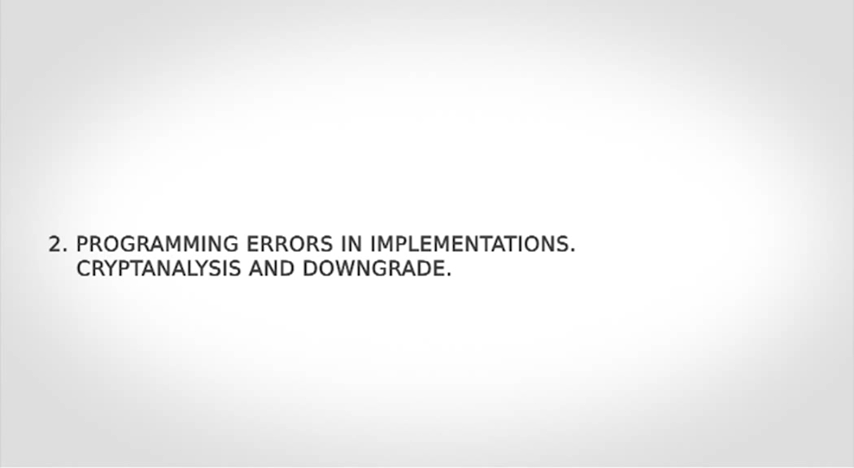 2. PROGRAMMING ERRORS IN IMPLEMENTATIONS.
CRYPTANALYSIS AND DOWNGRADE.